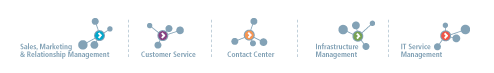 Sales, Marketing
& Relationship Management
Customer Service
Contact Center
Infrastructure
Management
IT Service
Management